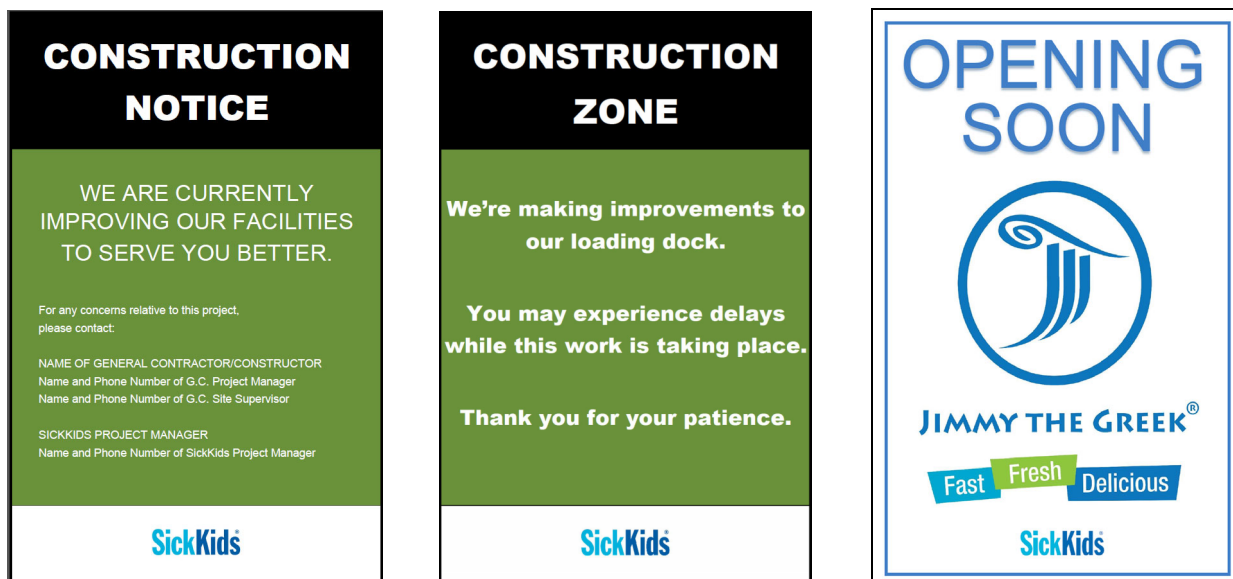 CONSTRUCTION
NOTICE
WE ARE CURRENTLY
IMPROVING OUR FACILITIES
TO SERVE YOU BETTER.
For any concerns relative to this project,
please contact:
NAME OF GENERAL CONTRACTOR/CONSTRUCTOR
Name and Phone Number of G.C. Project Manager
Name and Phone Number of G.C. Site Supervisor
SICKKIDS PROJECT MANAGER
Name and Phone Number of SickKids Project Manager
SickKids
CONSTRUCTION
ZONE
We're making improvements to
our loading dock.
You may experience delays
while this work is taking place.
Thank you for your patience.
SickKids
OPENING
SOON
JIMMY THE GREEK®
Fast Fresh Delicious
SickKids